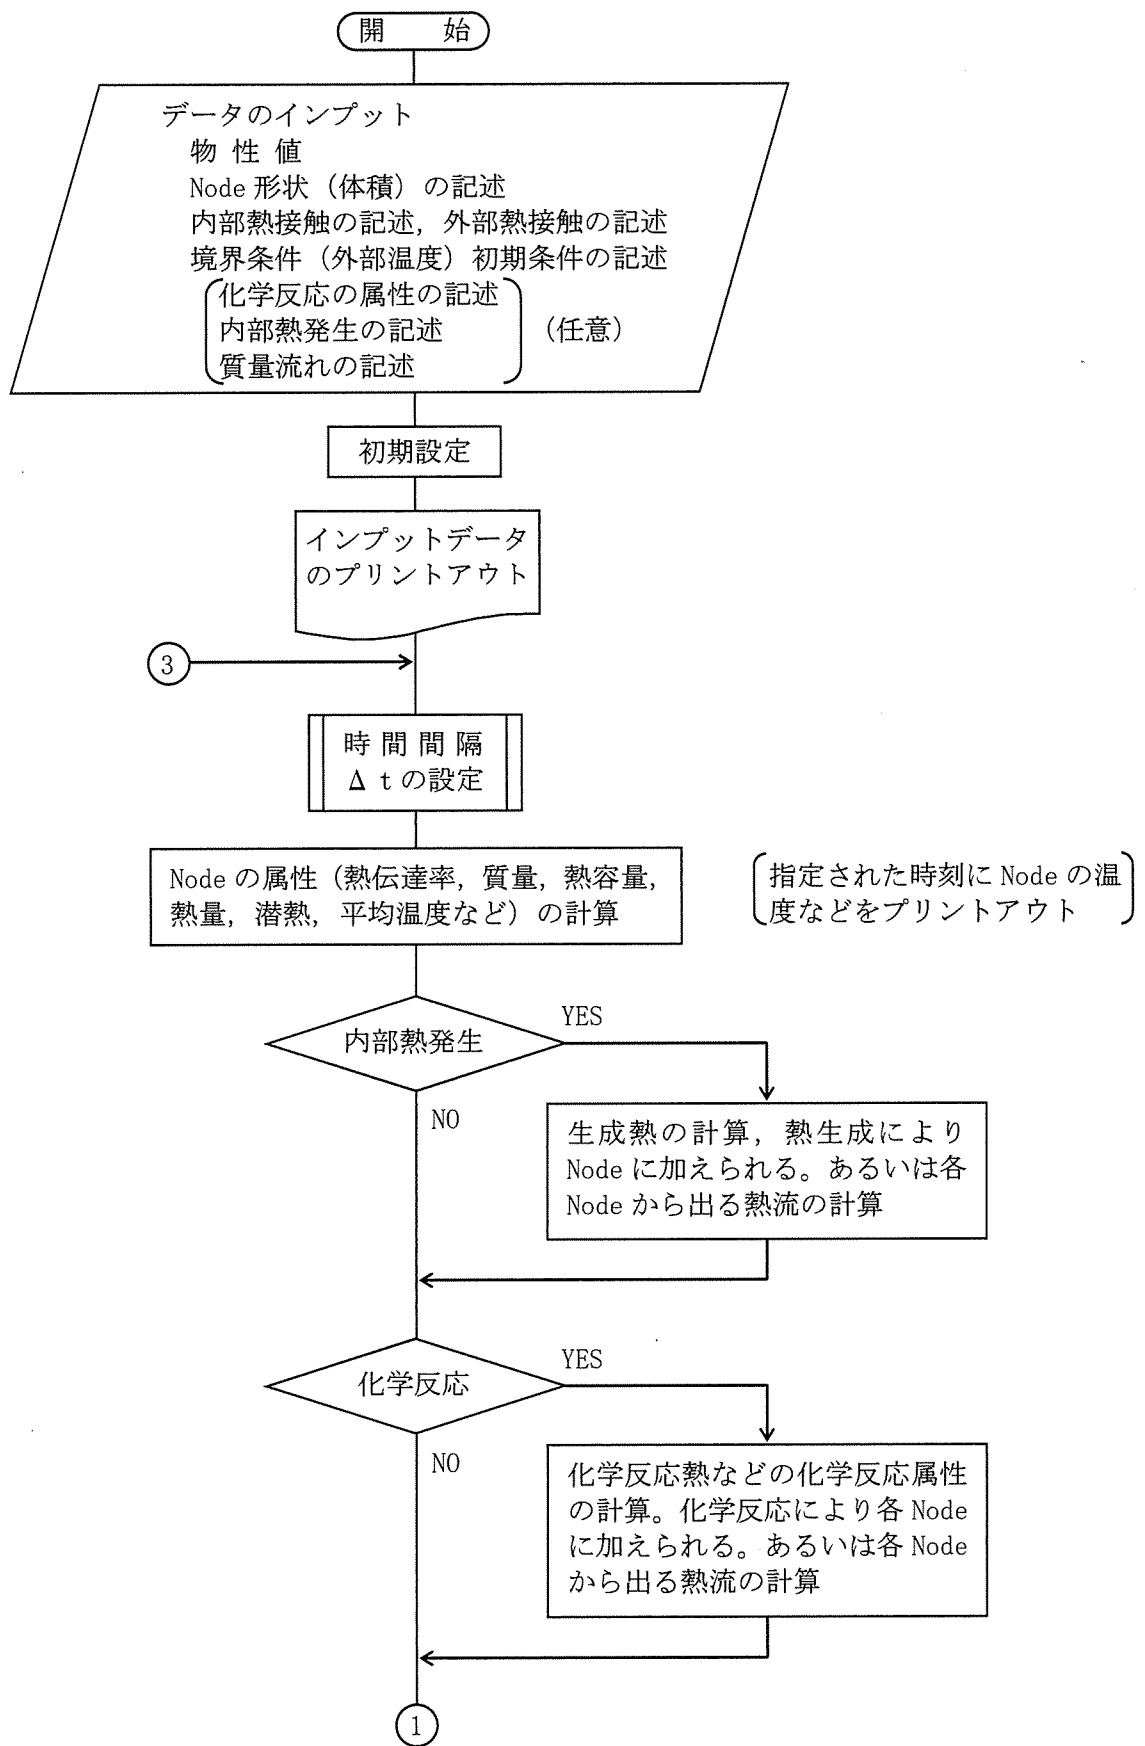 開 始
データのインプット
物 性 値
Node 形状（体積）の記述
内部熱接触の記述，外部熱接触の記述
境界条件（外部温度）初期条件の記述
化学反応の属性の記述
内部熱発生の記述 （任意）
質量流れの記述
初期設定
インプットデータ
のプリントアウト
3
時 間 間 隔
Δ t の設定
Node の属性（熱伝達率，質量，熱容量，
熱量，潜熱，平均温度など）の計算
指定された時刻に Node の温
度などをプリントアウト
内部熱発生
YES
NO
生成熱の計算，熱生成により
Node に加えられる。あるいは各
Node から出る熱流の計算
化学反応
YES
NO
化学反応熱などの化学反応属性
の計算。化学反応により各 Node
に加えられる。あるいは各 Node
から出る熱流の計算
1